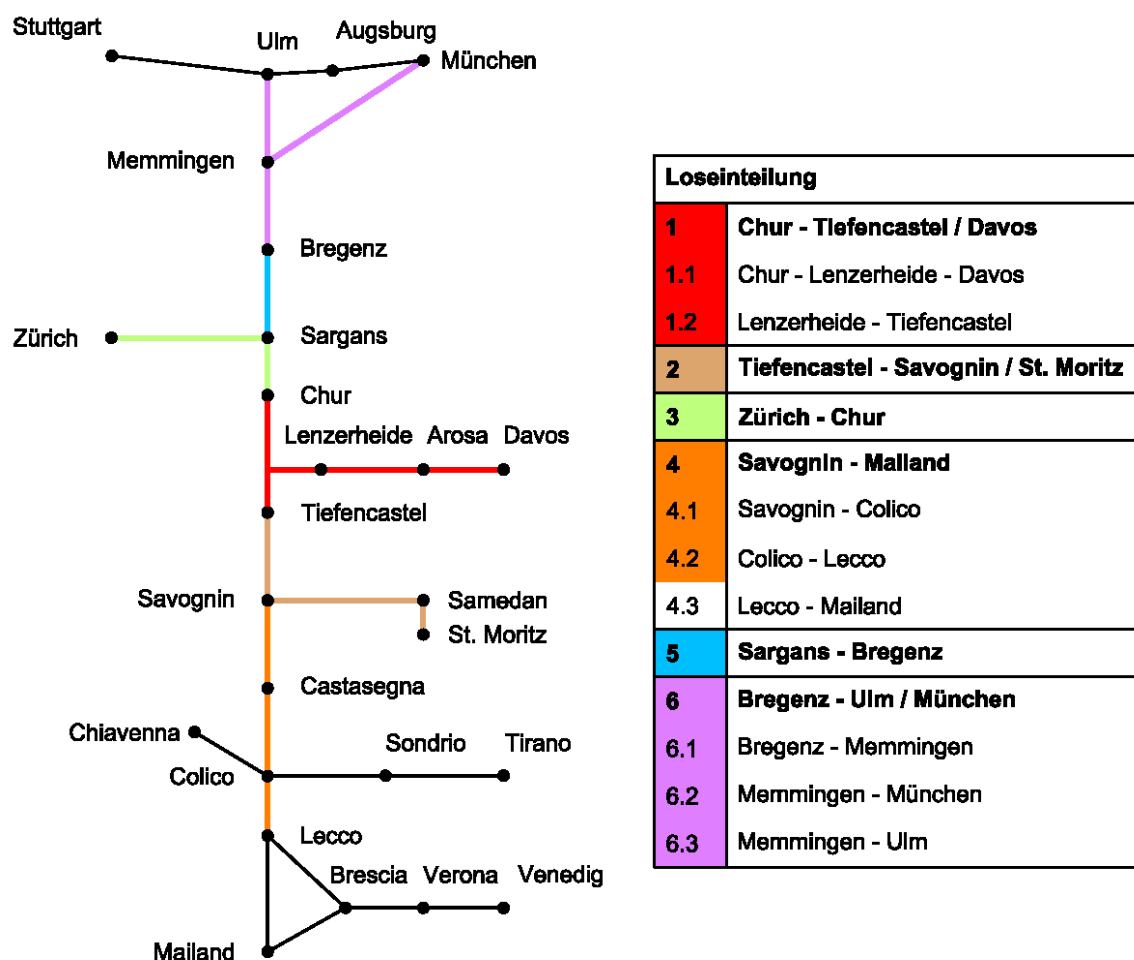 Stuttgart
Ulm
Augsburg
München
Memmingen
Bregenz
Zürich
Sargans
Chur
Lenzerheide Arosa Davos
Tiefencastel
Savognin
Samedan
St. Moritz
Castasegna
Chiavenna
Sondrio Tirano
Colico
Lecco
Brescia Verona Venedig
Mailand
Loseinteilung
1 Chur - Tiefencastel / Davos
1.1 Chur - Lenzerheide - Davos
1.2 Lenzerheide - Tiefencastel
2 Tiefencastel - Savognin / St. Moritz
3 Zürich - Chur
4 Savognin - Mailand
4.1 Savognin - Colico
4.2 Colico - Lecco
4.3 Lecco - Mailand
5 Sargans - Bregenz
6 Bregenz - Ulm / München
6.1 Bregenz - Memmingen
6.2 Memmingen - München
6.3 Memmingen - Ulm